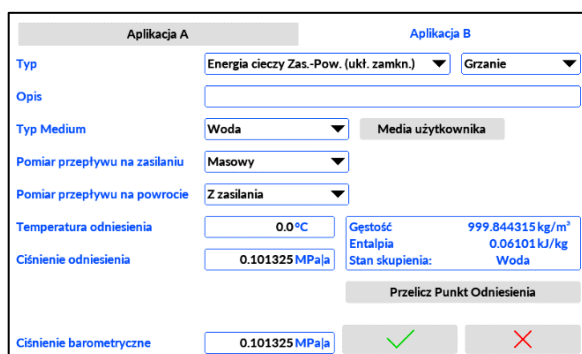 Aplikacja A Aplikacja B
Typ Energia cieczy Zas.-Pow. (ukł. zamkn.) Grzanie
Opis
Typ Medium Woda Media użytkownika
Pomiar przepływu na zasilaniu Masowy
Pomiar przepływu na powrocie Z zasilania
Temperatura odniesienia 0.0 °C Gęstość 999.844315 kg/m³
Entalpia 0.06101 kJ/kg
Ciśnienie odniesienia 0.101325 MPa|a Stan skupienia: Woda
Przelicz Punkt Odniesienia
Ciśnienie barometryczne 0.101325 MPa|a